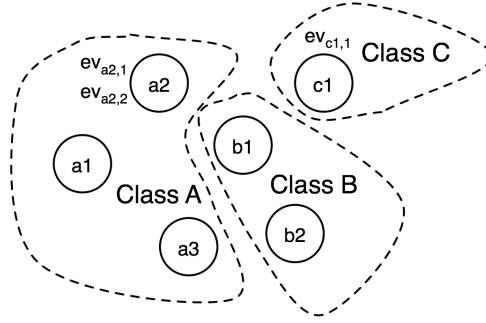 ev_{c1,1}
Class C
ev_{a2,1}
ev_{a2,2}
a2
c1
b1
a1
Class A
Class B
a3
b2